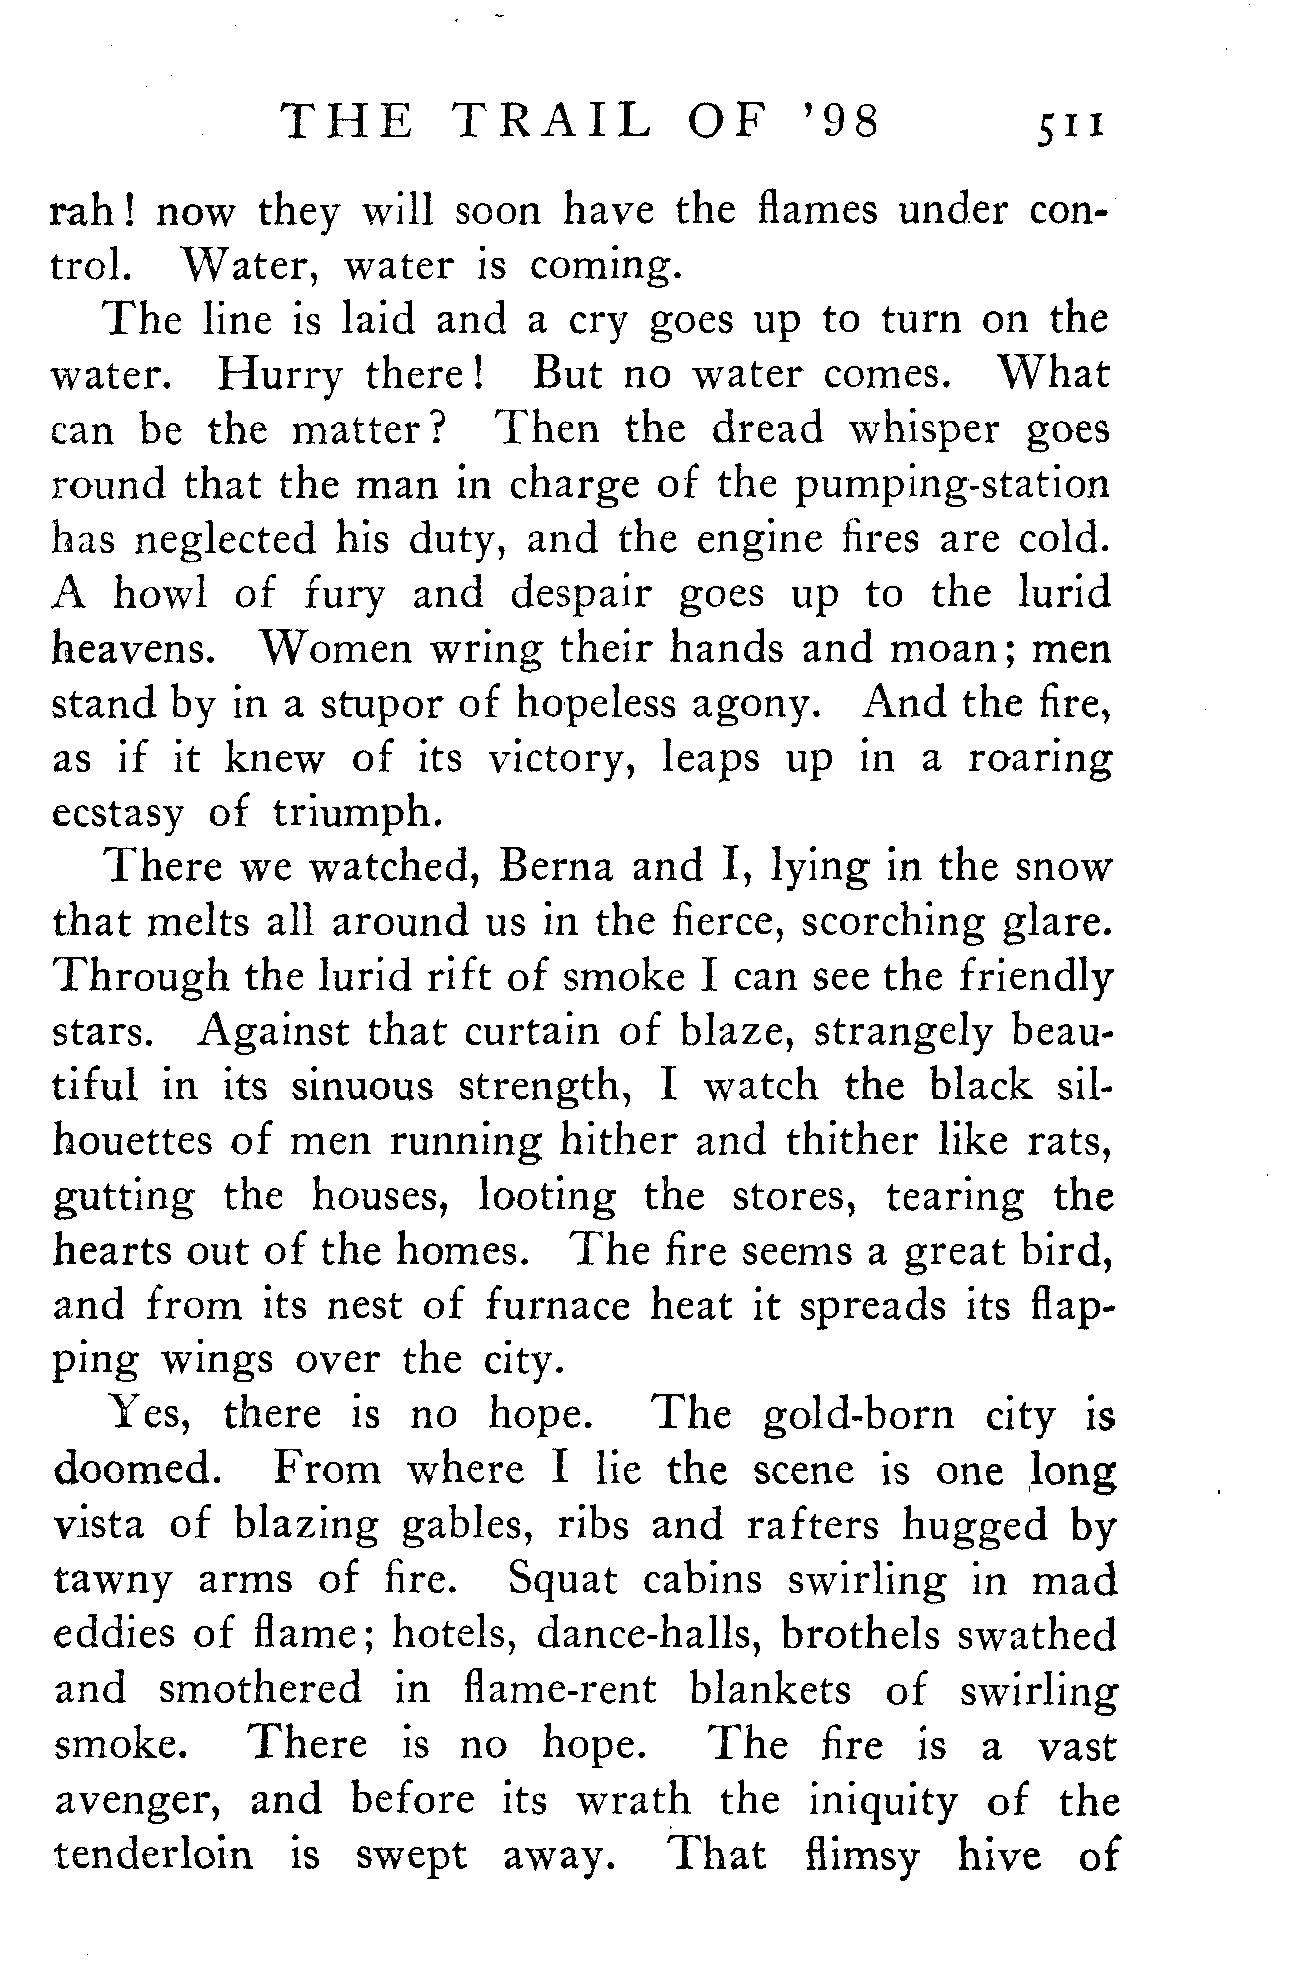 THE TRAIL OF '98 511
rah! now they will soon have the flames under con-
trol. Water, water is coming.
The line is laid and a cry goes up to turn on the
water. Hurry there! But no water comes. What
can be the matter? Then the dread whisper goes
round that the man in charge of the pumping-station
has neglected his duty, and the engine fires are cold.
A howl of fury and despair goes up to the lurid
heavens. Women wring their hands and moan; men
stand by in a stupor of hopeless agony. And the fire,
as if it knew of its victory, leaps up in a roaring
ecstasy of triumph.
There we watched, Berna and I, lying in the snow
that melts all around us in the fierce, scorching glare.
Through the lurid rift of smoke I can see the friendly
stars. Against that curtain of blaze, strangely beau-
tiful in its sinuous strength, I watch the black sil-
houettes of men running hither and thither like rats,
gutting the houses, looting the stores, tearing the
hearts out of the homes. The fire seems a great bird,
and from its nest of furnace heat it spreads its flap-
ping wings over the city.
Yes, there is no hope. The gold-born city is
doomed. From where I lie the scene is one long
vista of blazing gables, ribs and rafters hugged by
tawny arms of fire. Squat cabins swirling in mad
eddies of flame; hotels, dance-halls, brothels swathed
and smothered in flame-rent blankets of swirling
smoke. There is no hope. The fire is a vast
avenger, and before its wrath the iniquity of the
tenderloin is swept away. That flimsy hive of